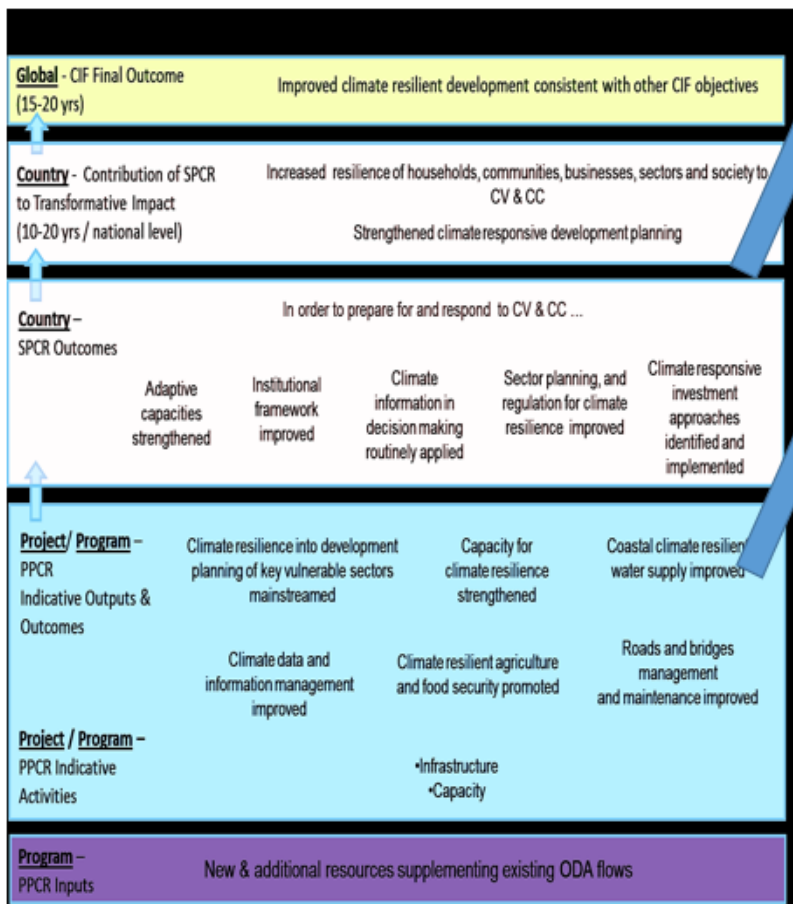 Global - CIF Final Outcome
(15-20 yrs)
Improved climate resilient development consistent with other CIF objectives
Country - Contribution of SPCR
to Transformative Impact
(10-20 yrs / national level)
Increased resilience of households, communities, businesses, sectors and society to
CV & CC
Strengthened climate responsive development planning
Country –
SPCR Outcomes
In order to prepare for and respond to CV & CC ...
Adaptive
capacities
strengthened
Institutional
framework
improved
Climate
information in
decision making
routinely applied
Sector planning, and
regulation for climate
resilience improved
Climate responsive
investment
approaches
identified and
implemented
Project/ Program –
PPCR
Indicative Outputs &
Outcomes
Climate resilience into development
planning of key vulnerable sectors
mainstreamed
Capacity for
climate resilience
strengthened
Coastal climate resilient
water supply improved
Climate data and
information management
improved
Climate resilient agriculture
and food security promoted
Roads and bridges
management
and maintenance improved
Project / Program –
PPCR Indicative
Activities
•Infrastructure
•Capacity
Program –
PPCR Inputs
New & additional resources supplementing existing ODA flows